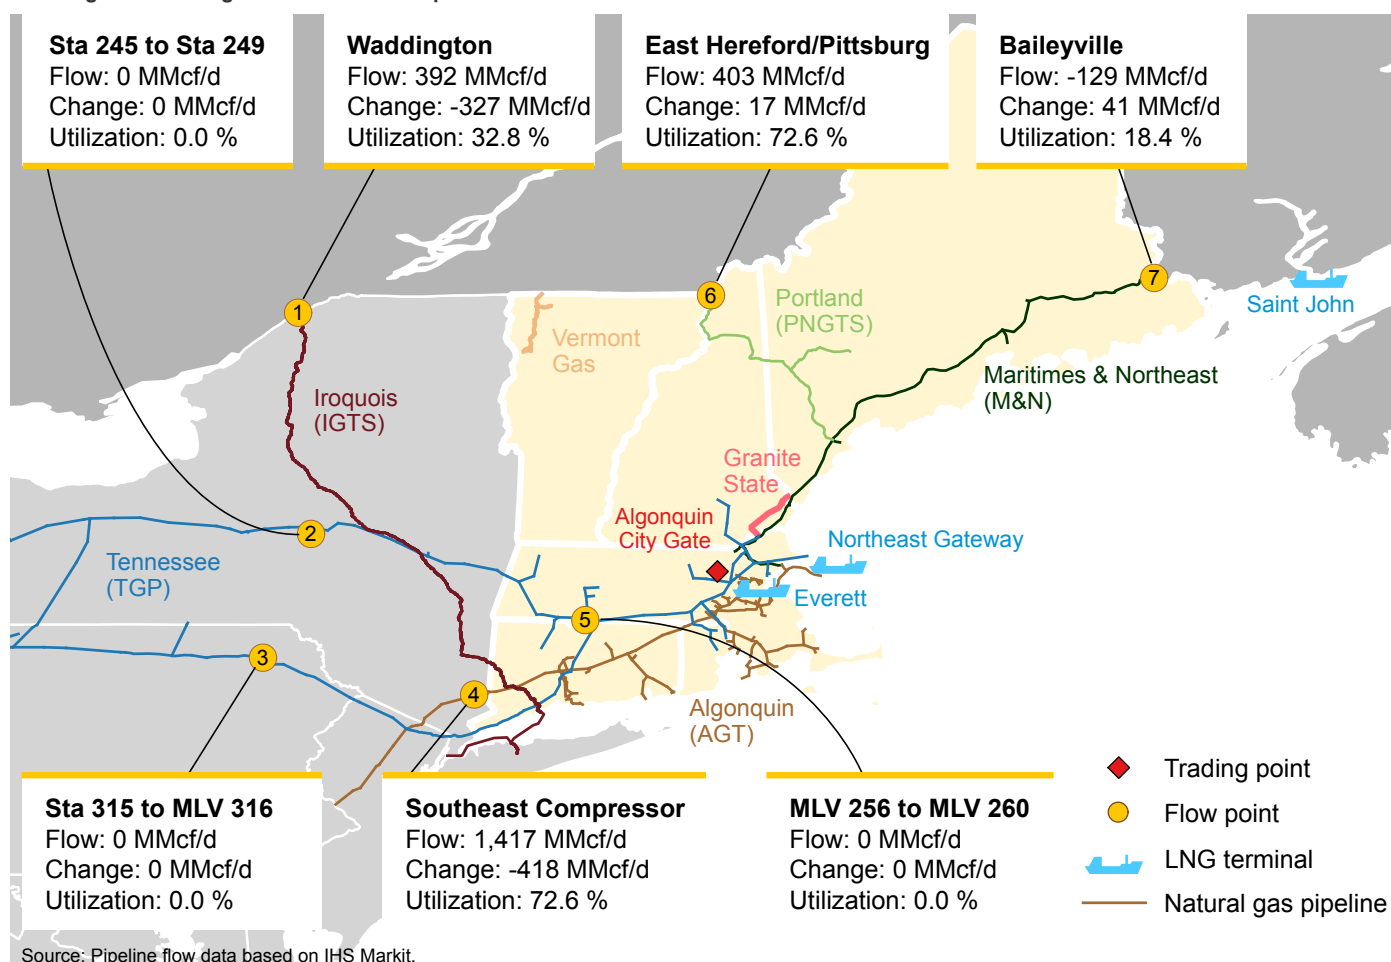 Sta 245 to Sta 249
Flow: 0 MMcf/d
Change: 0 MMcf/d
Utilization: 0.0 %
Waddington
Flow: 392 MMcf/d
Change: -327 MMcf/d
Utilization: 32.8 %
East Hereford/Pittsburg
Flow: 403 MMcf/d
Change: 17 MMcf/d
Utilization: 72.6 %
Baileyville
Flow: -129 MMcf/d
Change: 41 MMcf/d
Utilization: 18.4 %
1
6
7
Portland
(PNGTS)
Saint John
Vermont
Gas
Maritimes & Northeast
(M&N)
Iroquois
(IGTS)
Granite
State
Algonquin
City Gate
2
Northeast Gateway
Tennessee
(TGP)
Everett
5
3
4
Algonquin
(AGT)
Sta 315 to MLV 316
Flow: 0 MMcf/d
Change: 0 MMcf/d
Utilization: 0.0 %
Southeast Compressor
Flow: 1,417 MMcf/d
Change: -418 MMcf/d
Utilization: 72.6 %
MLV 256 to MLV 260
Flow: 0 MMcf/d
Change: 0 MMcf/d
Utilization: 0.0 %
Trading point
Flow point
LNG terminal
Natural gas pipeline
Source: Pipeline flow data based on IHS Markit.